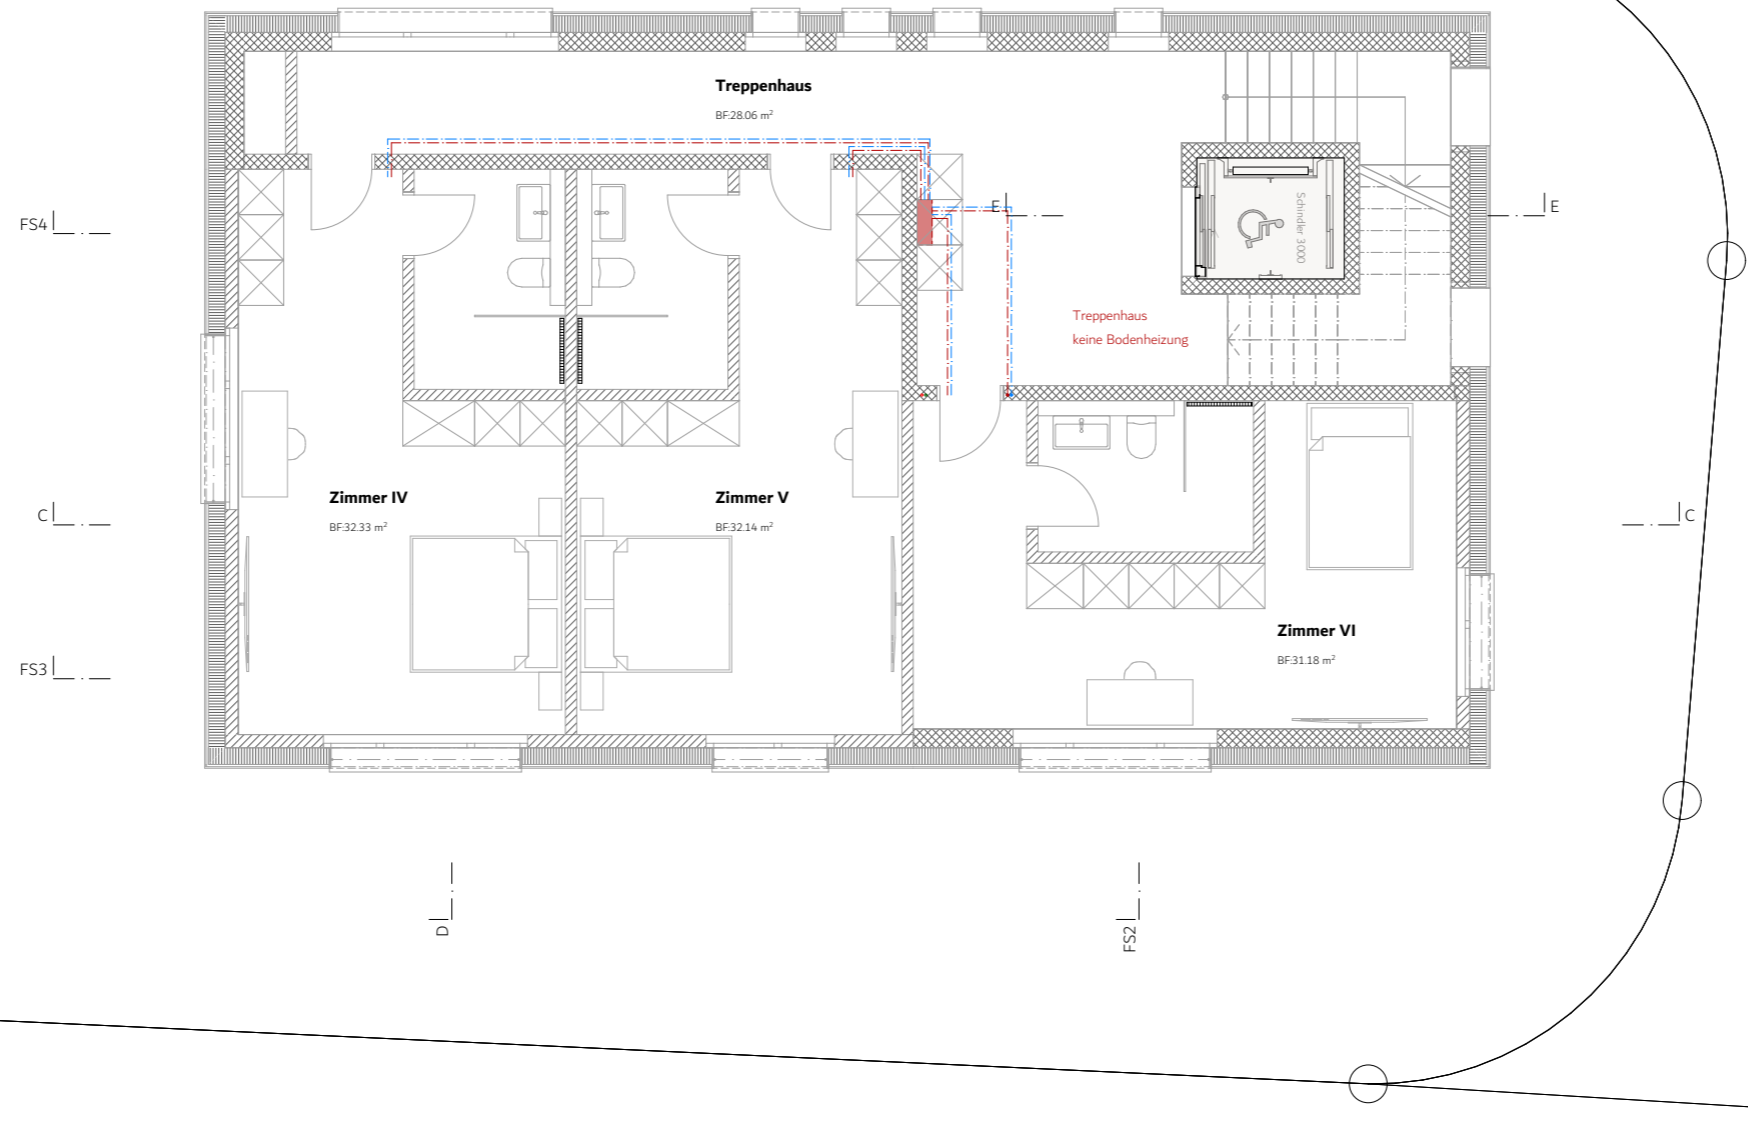 Treppenhaus
BF:28.06 m²
FS4
E
E
Schindler 3000
Treppenhaus
keine Bodenheizung
Zimmer IV
BF:32.33 m²
Zimmer V
BF:32.14 m²
C
C
Zimmer VI
BF:31.18 m²
FS3
D
FS2